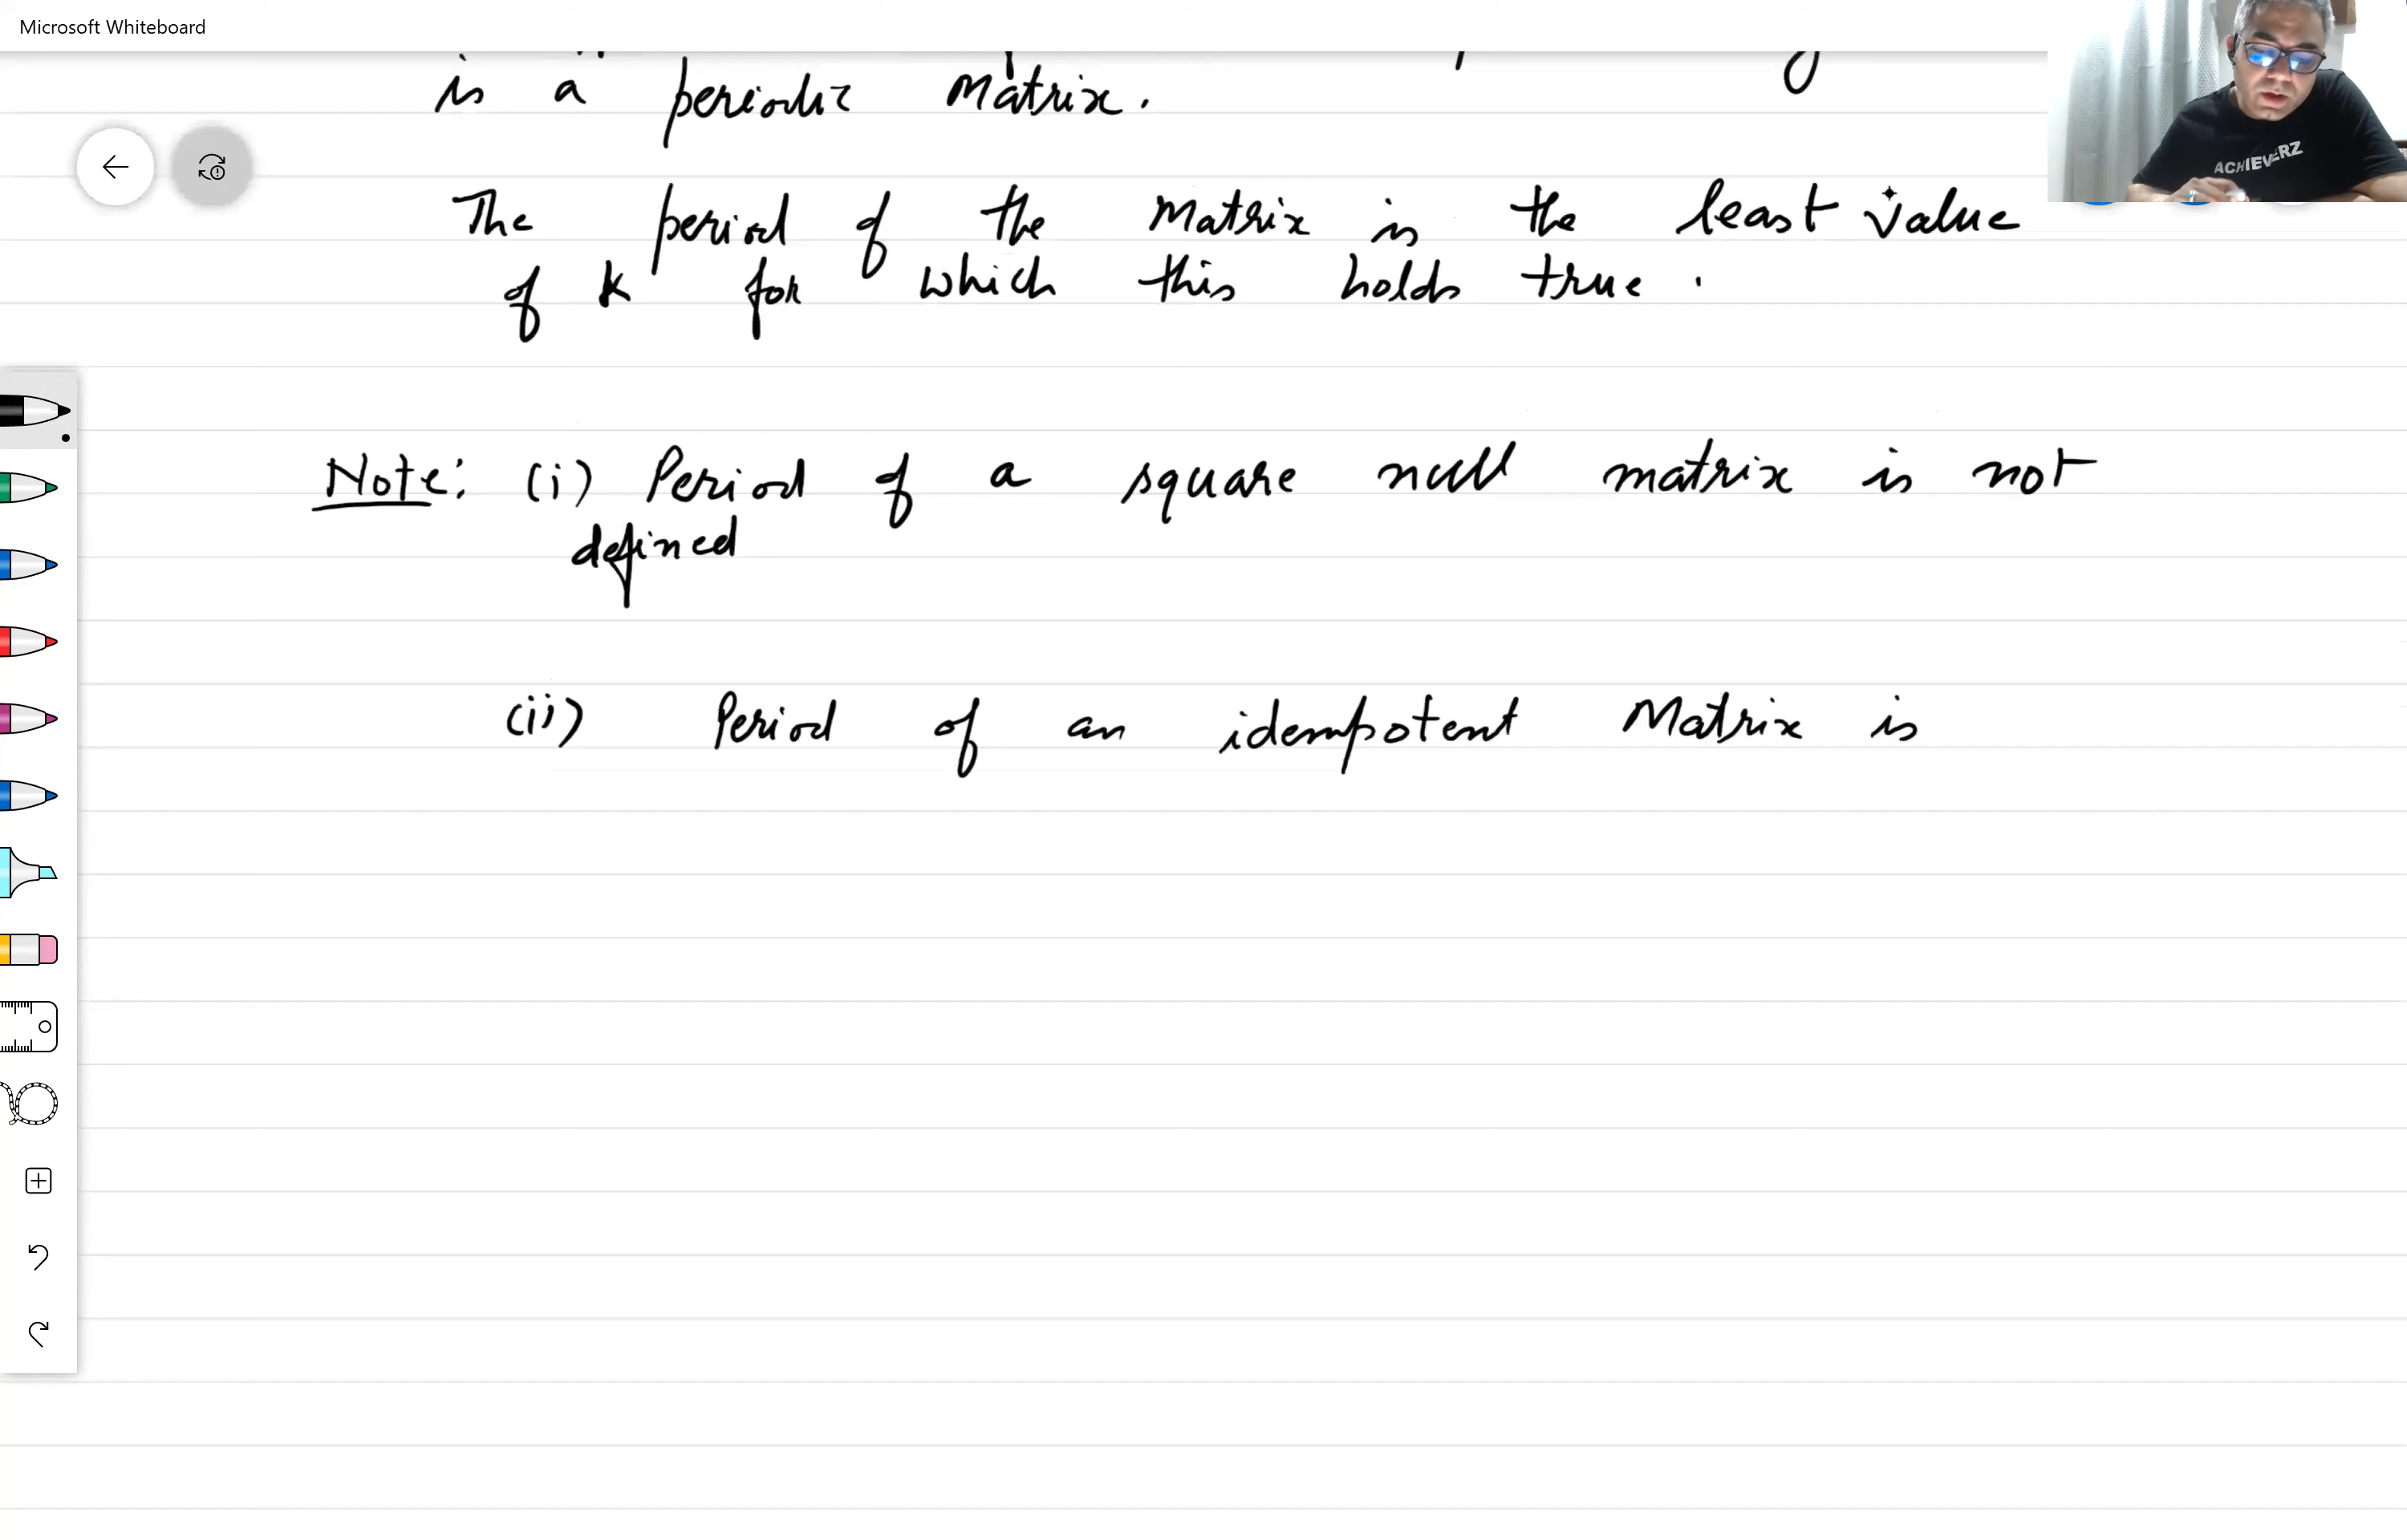 Microsoft Whiteboard
is a periodic Matrix.
ACHIEVERZ
The period of the Matrix is the least value
of k for which this holds true.
Note: (i) Period of a square null matrix is not
defined
(ii) Period of an idempotent Matrix is